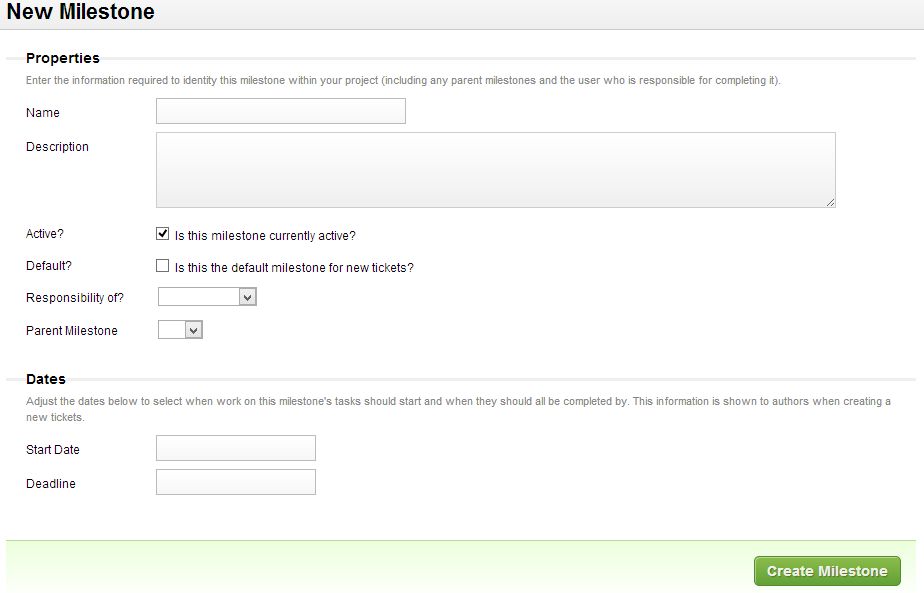 New Milestone
Properties
Enter the information required to identity this milestone within your project (including any parent milestones and the user who is responsible for completing it).
Name
Description
Active?
Is this milestone currently active?
Default?
Is this the default milestone for new tickets?
Responsibility of?
Parent Milestone
Dates
Adjust the dates below to select when work on this milestone's tasks should start and when they should all be completed by. This information is shown to authors when creating a
new tickets.
Start Date
Deadline
Create Milestone